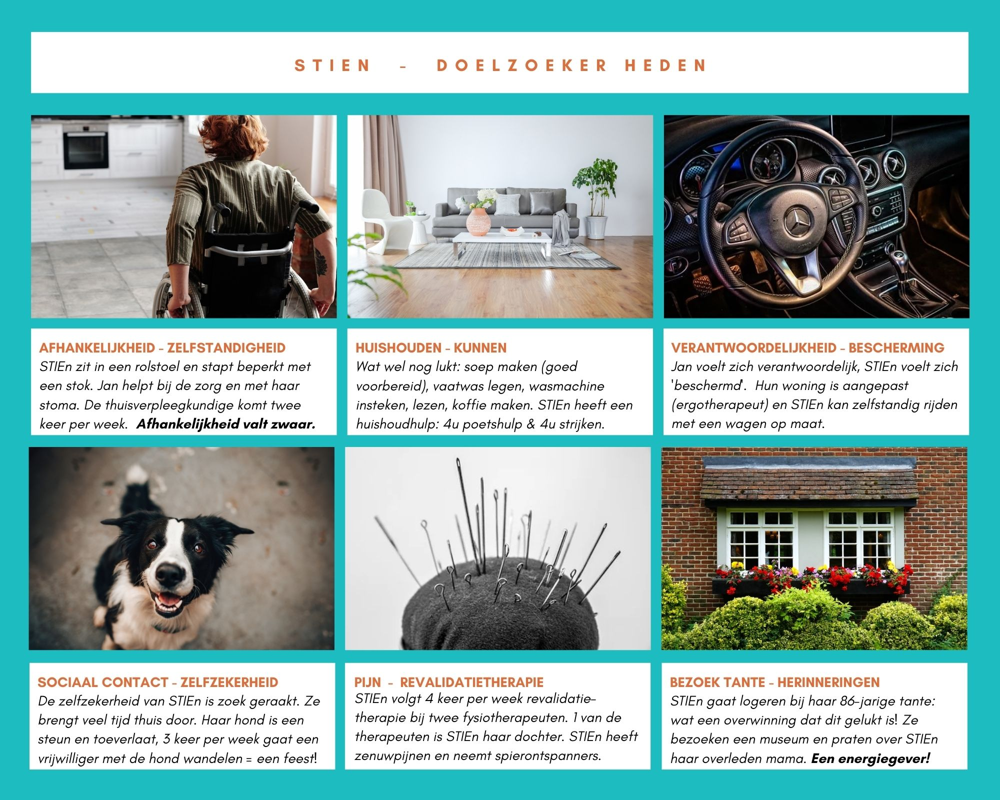 STIEN - DOELZOEKER HEDEN
AFHANKELIJKHEID - ZELFSTANDIGHEID
STIEn zit in een rolstoel en stapt beperkt met
een stok. Jan helpt bij de zorg en met haar
stoma. De thuisverpleegkundige komt twee
keer per week. Afhankelijkheid valt zwaar.
HUISHOUDEN - KUNNEN
Wat wel nog lukt: soep maken (goed
voorbereid), vaatwas legen, wasmachine
insteken, lezen, koffie maken. STIEn heeft een
huishoudhulp: 4u poetshulp & 4u strijken.
VERANTWOORDELIJKHEID - BESCHERMING
Jan voelt zich verantwoordelijk, STIEn voelt zich
'beschermd'. Hun woning is aangepast
(ergotherapeut) en STIEn kan zelfstandig rijden
met een wagen op maat.
SOCIAAL CONTACT - ZELFZEKERHEID
De zelfzekerheid van STIEn is zoek geraakt. Ze
brengt veel tijd thuis door. Haar hond is een
steun en toeverlaat, 3 keer per week gaat een
vrijwilliger met de hond wandelen = een feest!
PIJN - REVALIDATIETHERAPIE
STIEn volgt 4 keer per week revalidatie-
therapie bij twee fysiotherapeuten. 1 van de
therapeuten is STIEn haar dochter. STIEn heeft
zenuwpijnen en neemt spierontspanners.
BEZOEK TANTE - HERINNERINGEN
STIEn gaat logeren bij haar 86-jarige tante:
wat een overwinning dat dit gelukt is! Ze
bezoeken een museum en praten over STIEn
haar overleden mama. Een energiegever!